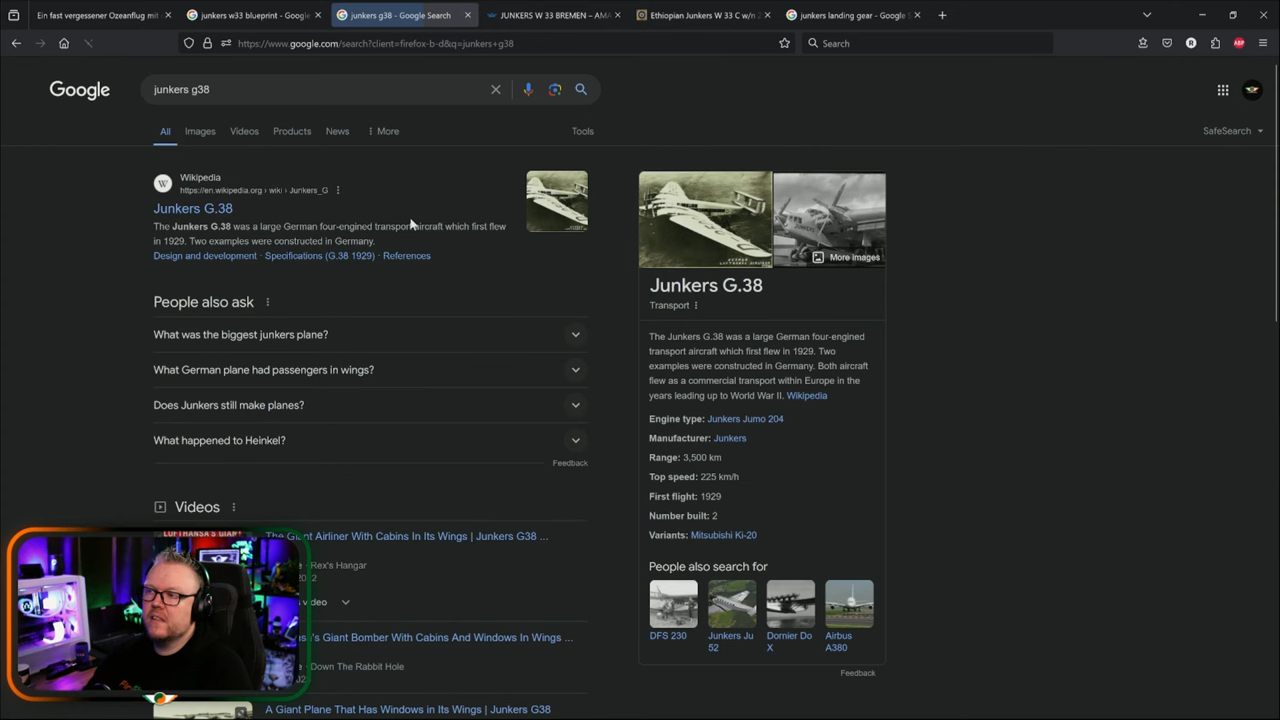 Ein fast vergessener Ozeanflug mit
junkers w33 blueprint - Google
junkers g38 - Google Search
JUNKERS W 33 BREMEN – AMA
Ethiopian Junkers W 33 C w/n 2
junkers landing gear - Google S
https://www.google.com/search?client=firefox-b-d&q=junkers+g38
Search
Google
junkers g38
All
Images
Videos
Products
News
More
Tools
SafeSearch
Wikipedia
https://en.wikipedia.org › wiki › Junkers_G
Junkers G.38
The Junkers G.38 was a large German four-engined transport aircraft which first flew
in 1929. Two examples were constructed in Germany.
Design and development · Specifications (G.38 1929) · References
People also ask
What was the biggest junkers plane?
What German plane had passengers in wings?
Does Junkers still make planes?
What happened to Heinkel?
Feedback
Videos
LUFTHANSA'S GIANT
The Giant Airliner With Cabins In Its Wings | Junkers G38 ...
Rex's Hangar
video
's Giant Bomber With Cabins And Windows In Wings ...
Down The Rabbit Hole
A Giant Plane That Has Windows in Its Wings | Junkers G38
More Images
Junkers G.38
Transport
The Junkers G.38 was a large German four-engined
transport aircraft which first flew in 1929. Two
examples were constructed in Germany. Both aircraft
flew as a commercial transport within Europe in the
years leading up to World War II. Wikipedia
Engine type: Junkers Jumo 204
Manufacturer: Junkers
Range: 3,500 km
Top speed: 225 km/h
First flight: 1929
Number built: 2
Variants: Mitsubishi Ki-20
People also search for
DFS 230
Junkers Ju
52
Dornier Do
X
Airbus
A380
Feedback